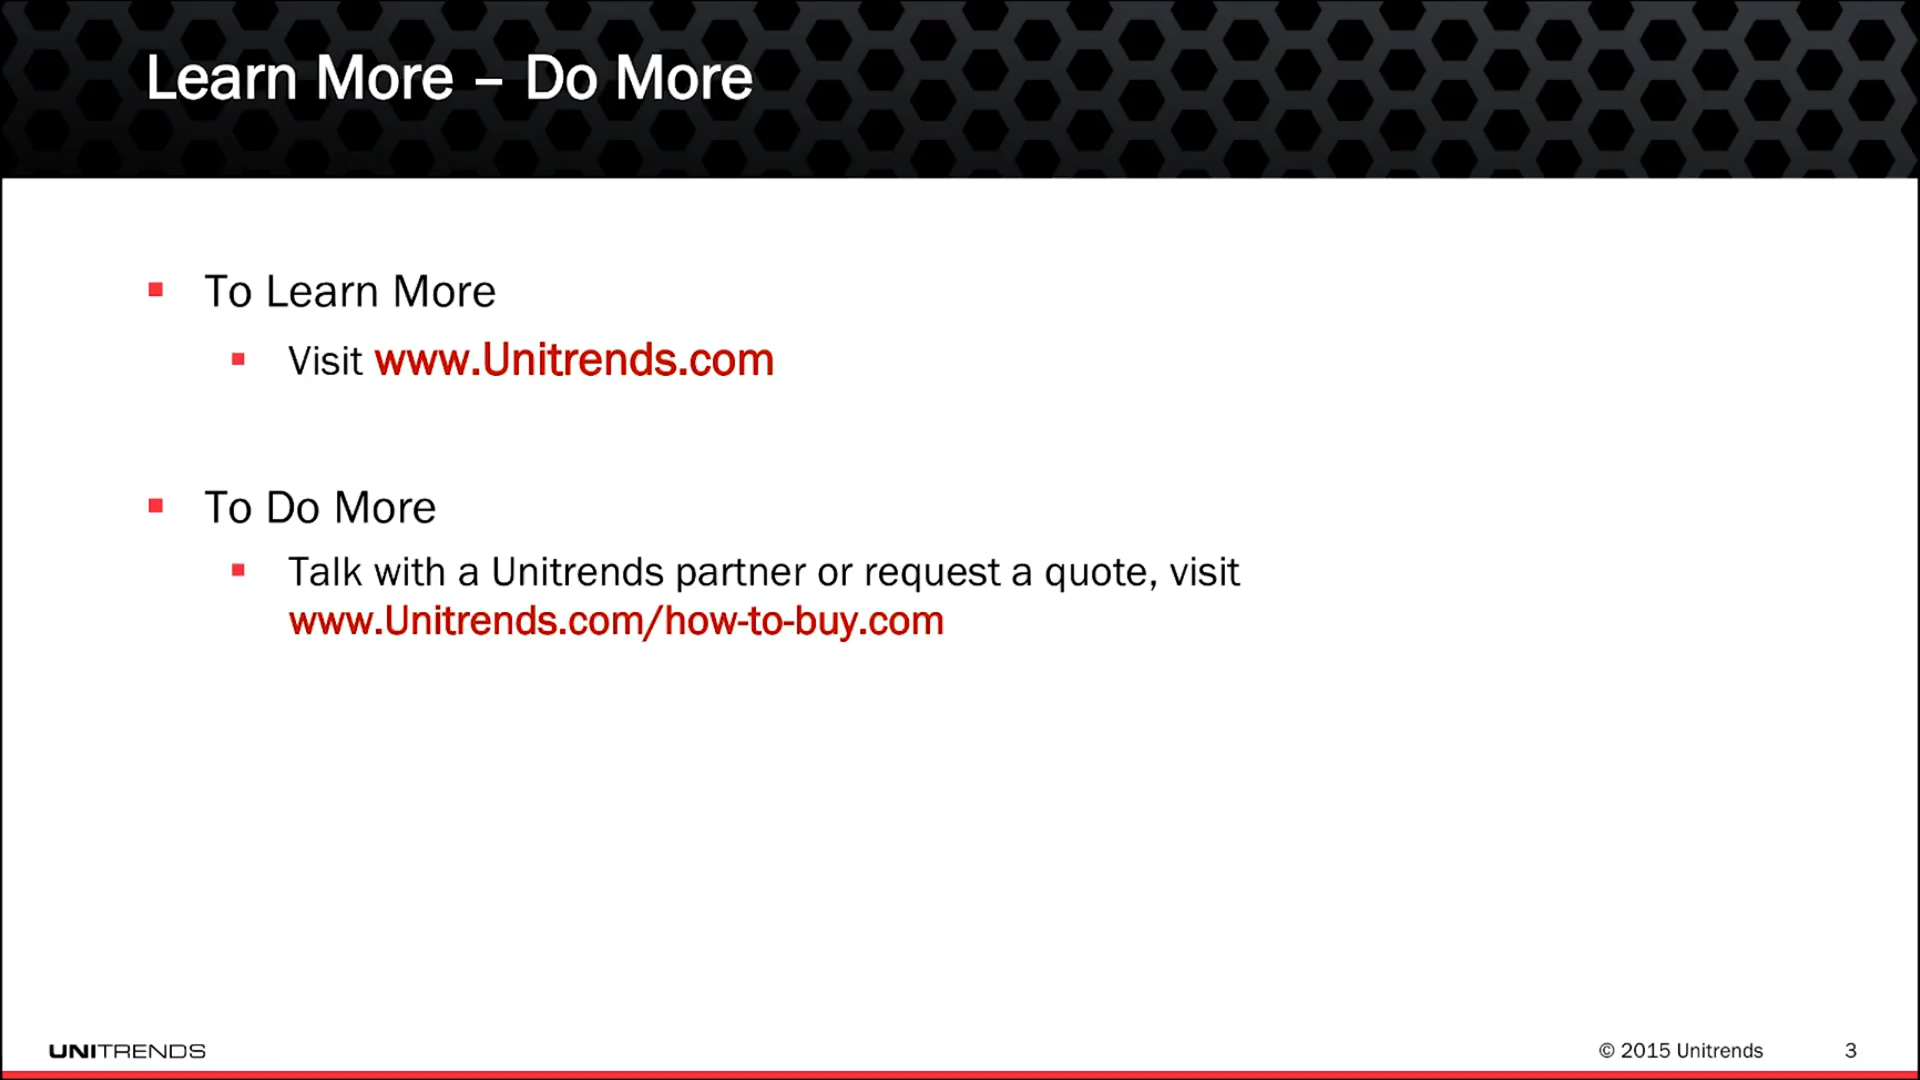 Learn More – Do More
To Learn More
Visit www.Unitrends.com
To Do More
Talk with a Unitrends partner or request a quote, visit
www.Unitrends.com/how-to-buy.com
UNITRENDS
© 2015 Unitrends
3